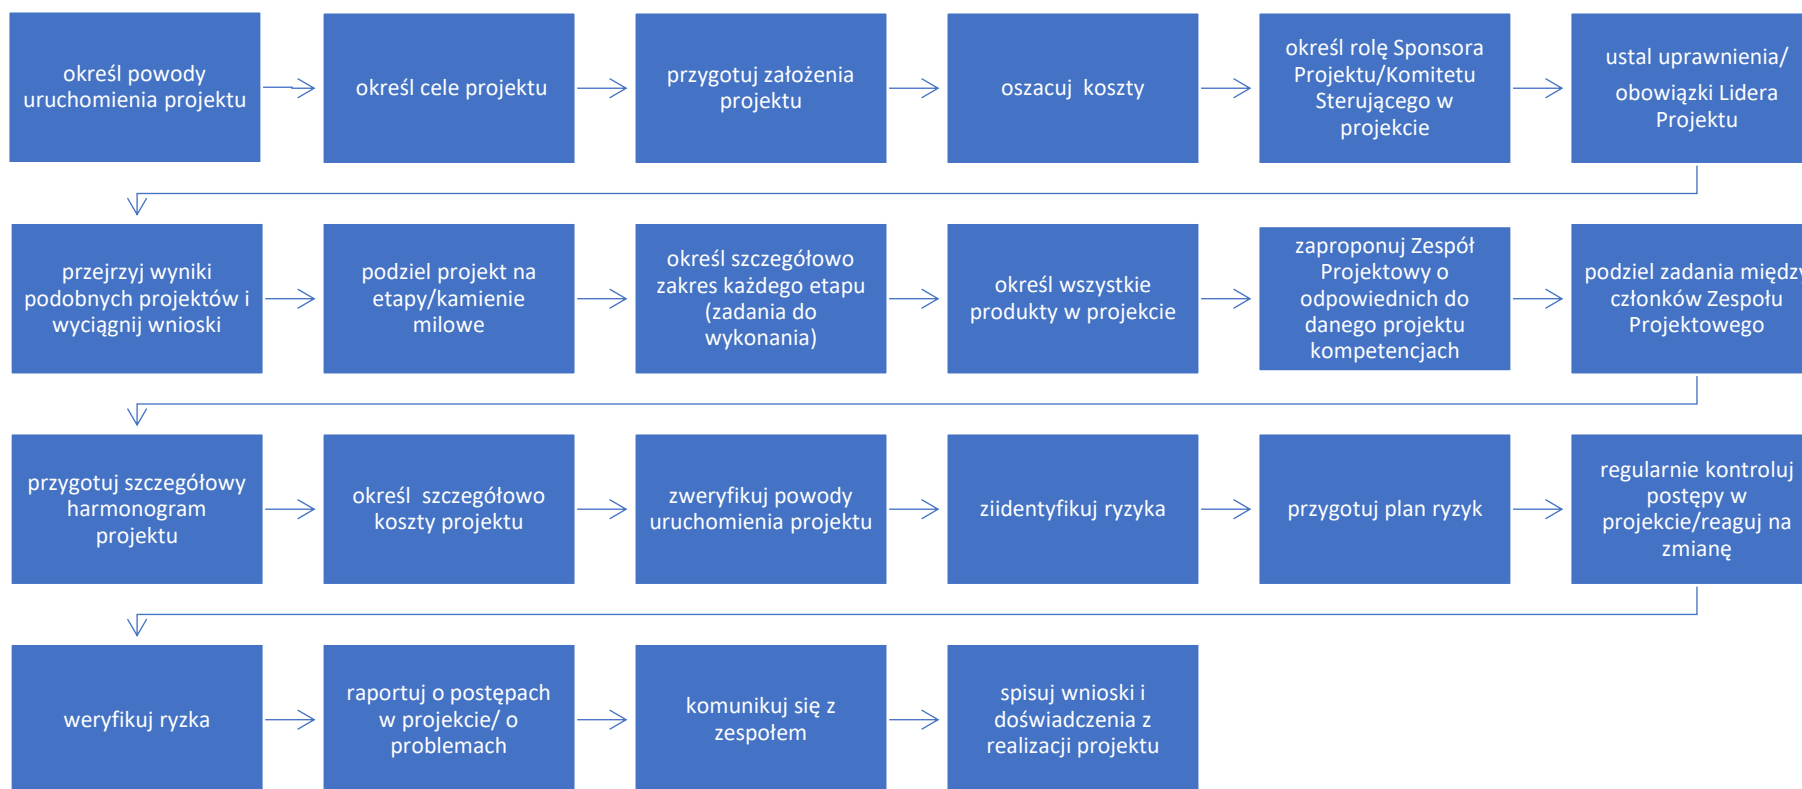 określ powody
uruchomienia projektu
określ cele projektu
przygotuj założenia
projektu
oszacuj koszty
określ rolę Sponsora
Projektu/Komitetu
Sterującego w
projekcie
ustal uprawnienia/
obowiązki Lidera
Projektu
przejrzyj wyniki
podobnych projektów i
wyciągnij wnioski
podziel projekt na
etapy/kamienie
milowe
określ szczegółowo
zakres każdego etapu
(zadania do
wykonania)
określ wszystkie
produkty w projekcie
zaproponuj Zespół
Projektowy o
odpowiednich do
danego projektu
kompetencjach
podziel zadania między
członków Zespołu
Projektowego
przygotuj szczegółowy
harmonogram
projektu
określ szczegółowo
koszty projektu
zweryfikuj powody
uruchomienia projektu
ziidentyfikuj ryzyka
przygotuj plan ryzyk
regularnie kontroluj
postępy w
projekcie/reaguj na
zmianę
weryfikuj ryzka
raportuj o postępach
w projekcie/ o
problemach
komunikuj się z
zespołem
spisuj wnioski i
doświadczenia z
realizacji projektu